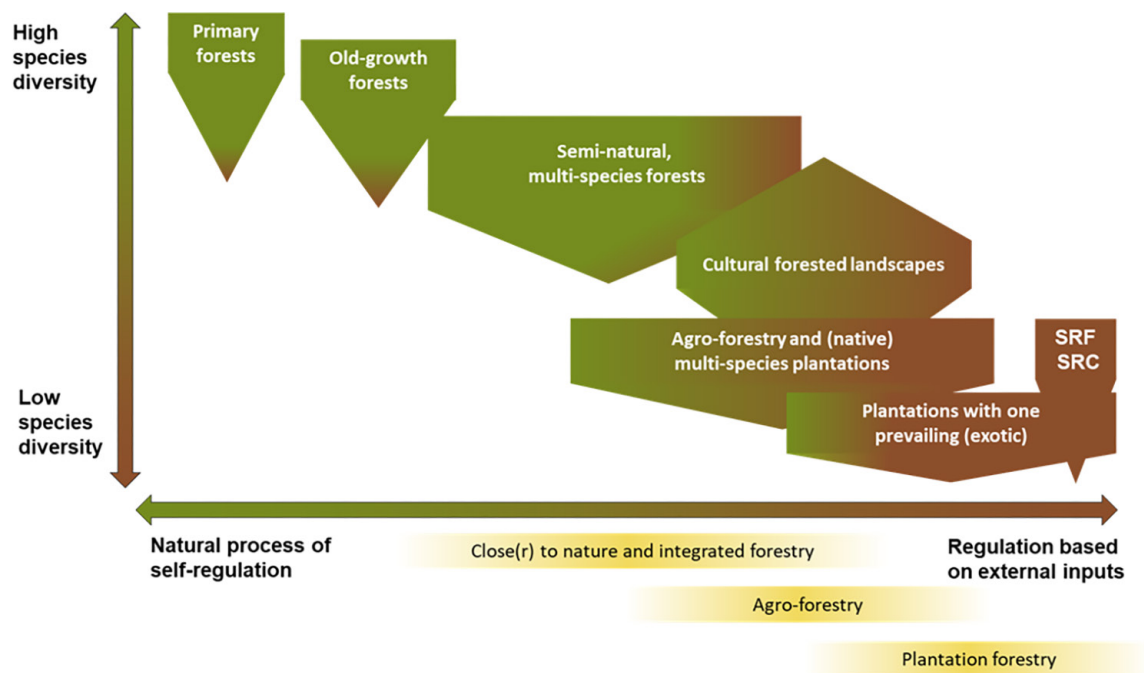 High
species
diversity
Primary
forests
Old-growth
forests
Semi-natural,
multi-species forests
Cultural forested landscapes
Agro-forestry and (native)
multi-species plantations
SRF
SRC
Low
species
diversity
Plantations with one
prevailing (exotic)
Natural process of
self-regulation
Close(r) to nature and integrated forestry
Regulation based
on external inputs
Agro-forestry
Plantation forestry